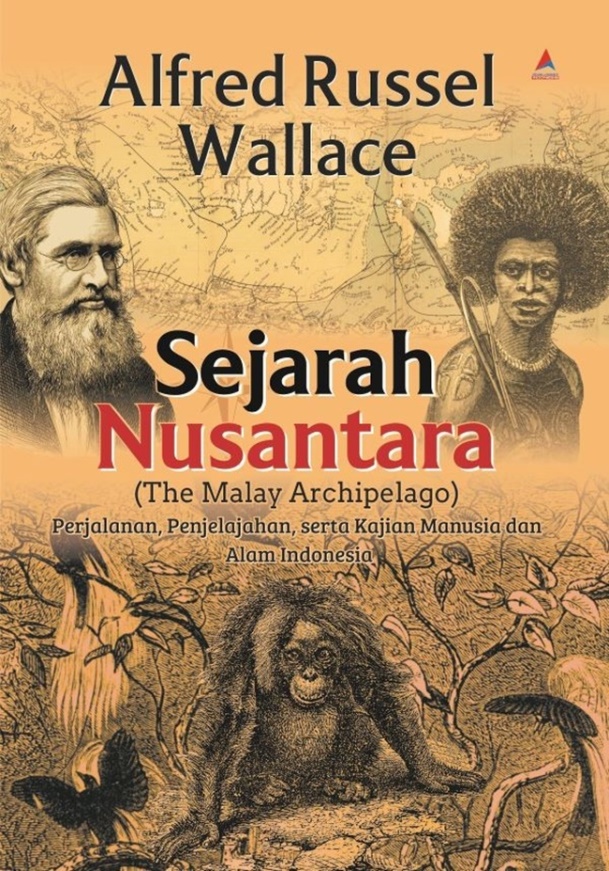 Alfred Russel
Wallace
Sejarah
Nusantara
(The Malay Archipelago)
Perjalanan, Penjelajahan, serta Kajian Manusia dan
Alam Indonesia